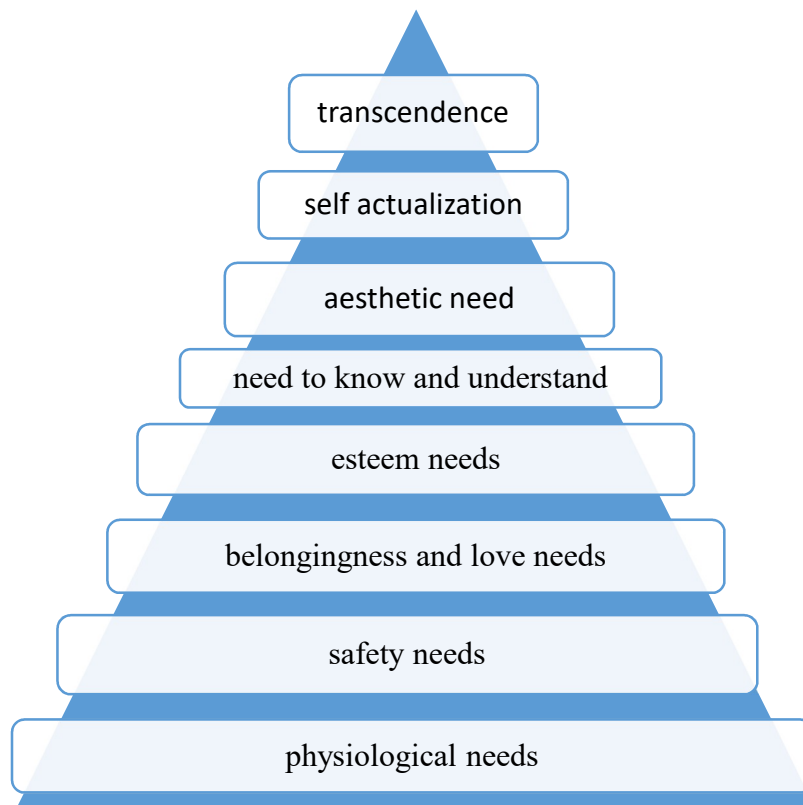 transcendence
self actualization
aesthetic need
need to know and understand
esteem needs
belongingness and love needs
safety needs
physiological needs